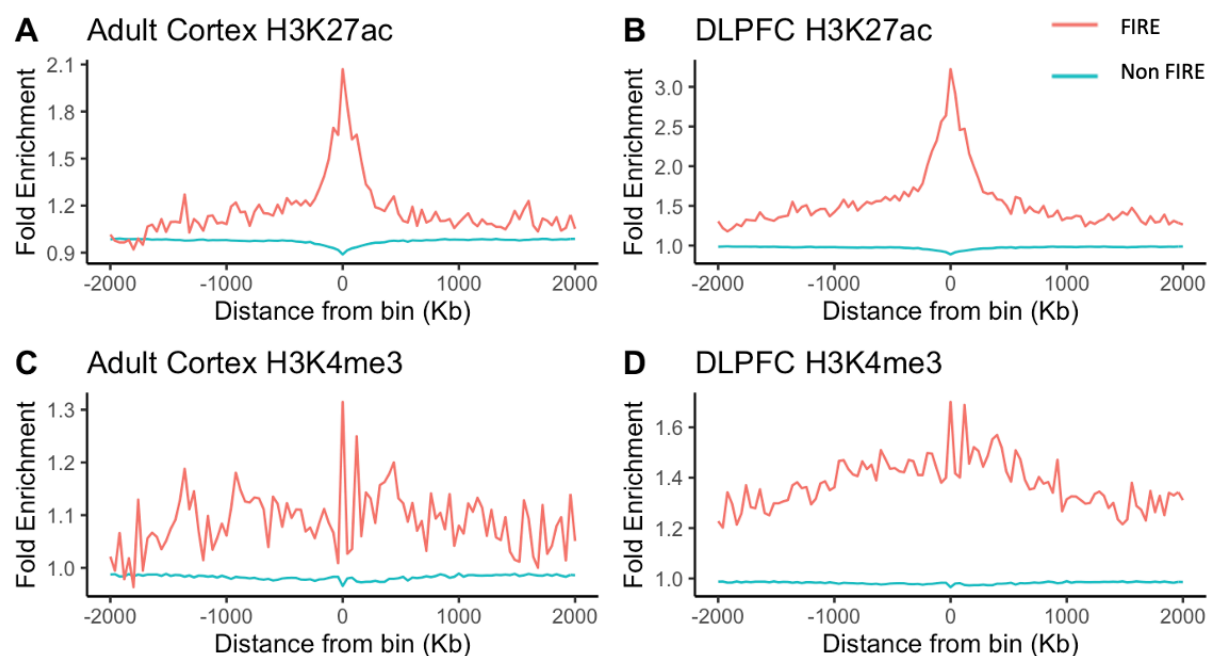 A Adult Cortex H3K27ac
Fold Enrichment
2.1
1.8
1.5
1.2
0.9
-2000 -1000 0 1000 2000
Distance from bin (Kb)
B DLPFC H3K27ac
FIRE
Non FIRE
Fold Enrichment
3.0
2.5
2.0
1.5
1.0
-2000 -1000 0 1000 2000
Distance from bin (Kb)
C Adult Cortex H3K4me3
Fold Enrichment
1.3
1.2
1.1
1.0
-2000 -1000 0 1000 2000
Distance from bin (Kb)
D DLPFC H3K4me3
Fold Enrichment
1.6
1.4
1.2
1.0
-2000 -1000 0 1000 2000
Distance from bin (Kb)